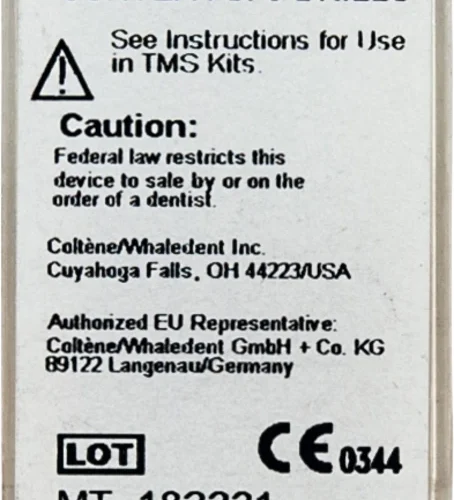 See Instructions for Use
in TMS Kits.
Caution:
Federal law restricts this
device to sale by or on the
order of a dentist.
Coltène/Whaledent Inc.
Cuyahoga Falls, OH 44223/USA
Authorized EU Representative:
Coltène/Whaledent GmbH + Co. KG
89122 Langenau/Germany
LOT CE 0344